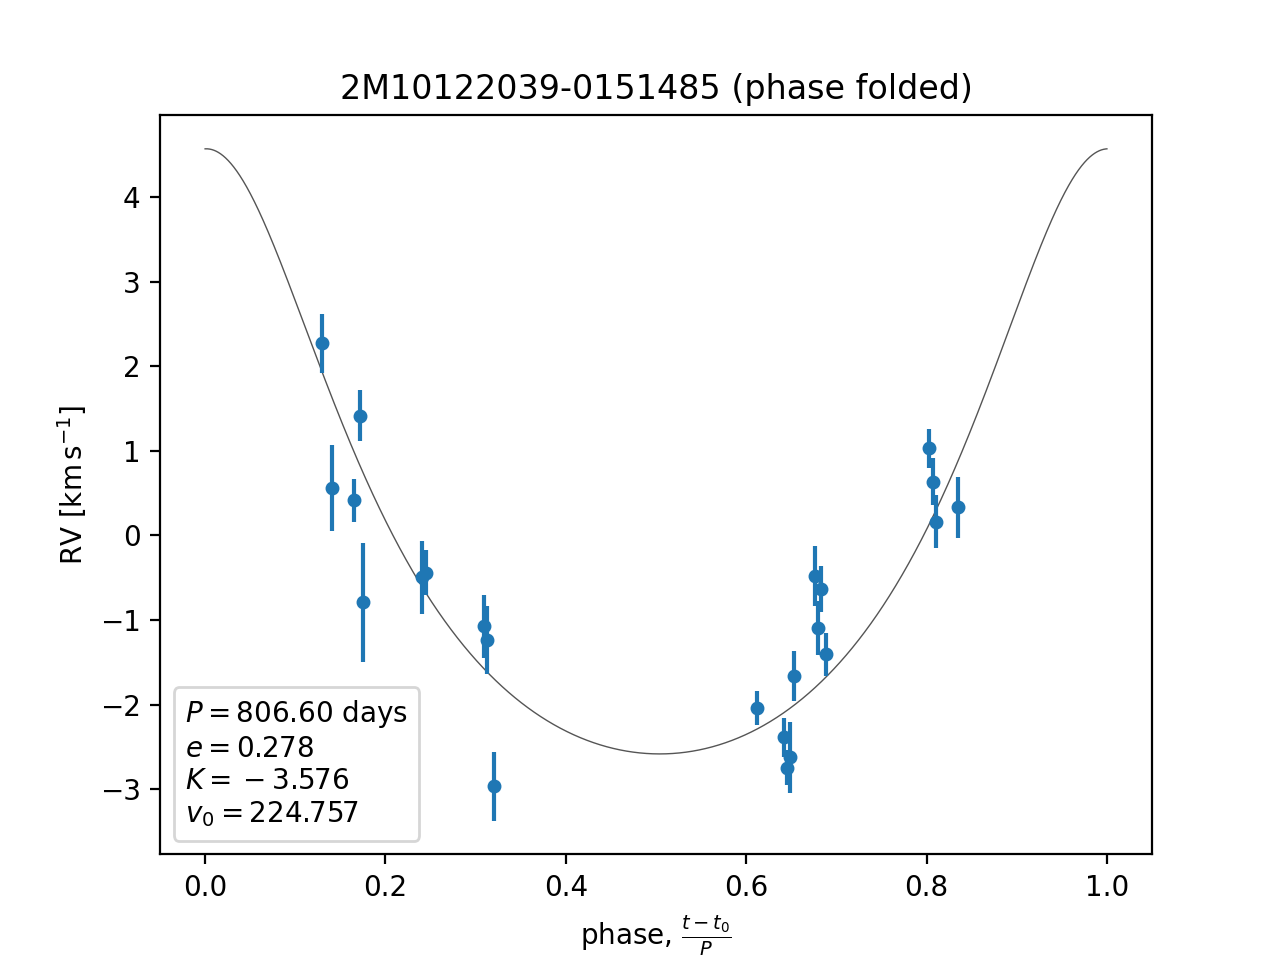 2M10122039-0151485 (phase folded)
RV [km s⁻¹]
4
3
2
1
0
−1
−2
−3
P = 806.60 days
e = 0.278
K = −3.576
v₀ = 224.757
0.0 0.2 0.4 0.6 0.8 1.0
phase, (t − t₀)/P